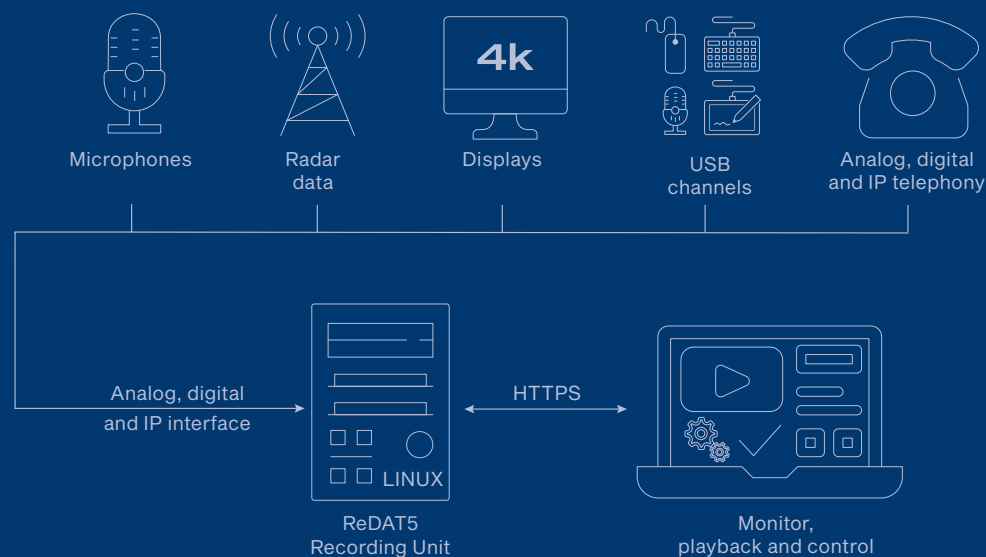 4k
Microphones
Radar
data
Displays
USB
channels
Analog, digital
and IP telephony
Analog, digital
and IP interface
HTTPS
LINUX
ReDAT5
Recording Unit
Monitor,
playback and control